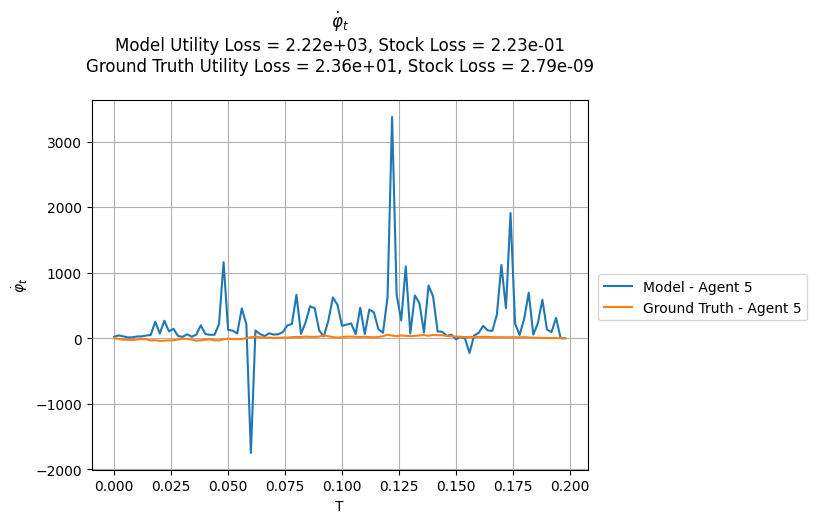 φ̇ₜ
Model Utility Loss = 2.22e+03, Stock Loss = 2.23e-01
Ground Truth Utility Loss = 2.36e+01, Stock Loss = 2.79e-09
3000
2000
1000
0
−1000
−2000
φ̇ₜ
0.000 0.025 0.050 0.075 0.100 0.125 0.150 0.175 0.200
T
Model - Agent 5
Ground Truth - Agent 5